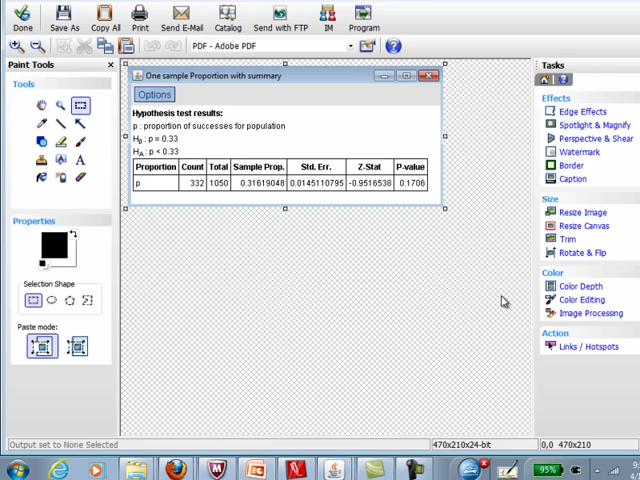 Done
Save As
Copy All
Print
Send E-Mail
Catalog
Send with FTP
IM
Program
PDF - Adobe PDF
Paint Tools
Tools
Properties
Selection Shape
Paste mode:
One sample Proportion with summary
Options
Hypothesis test results:
p : proportion of successes for population
H0 : p = 0.33
HA : p < 0.33
Proportion Count Total Sample Prop. Std. Err. Z-Stat P-value
p 332 1050 0.31619048 0.0145110795 -0.9516538 0.1706
Tasks
Effects
Edge Effects
Spotlight & Magnify
Perspective & Shear
Watermark
Border
Caption
Size
Resize Image
Resize Canvas
Trim
Rotate & Flip
Color
Color Depth
Color Editing
Image Processing
Action
Links / Hotspots
Output set to None Selected
470x210x24-bit
0,0 470x210
95%